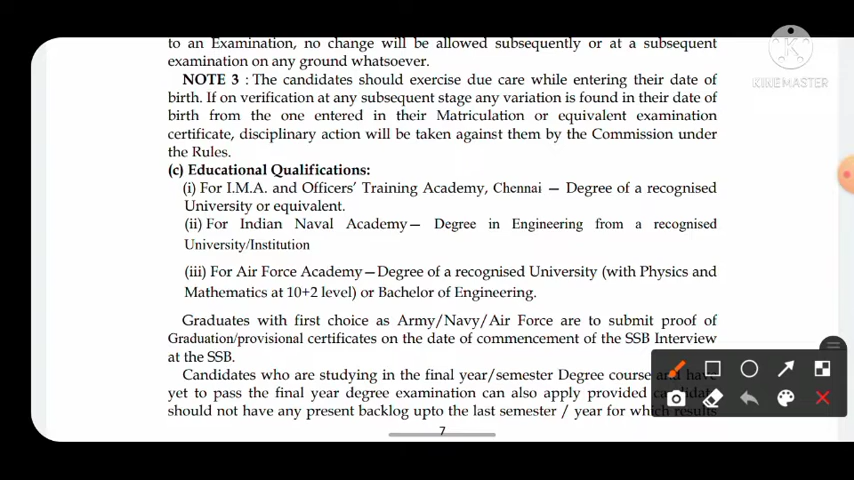 to an Examination, no change will be allowed subsequently or at a subsequent
examination on any ground whatsoever.
NOTE 3 : The candidates should exercise due care while entering their date of
birth. If on verification at any subsequent stage any variation is found in their date of
birth from the one entered in their Matriculation or equivalent examination
certificate, disciplinary action will be taken against them by the Commission under
the Rules.
(c) Educational Qualifications:
(i) For I.M.A. and Officers' Training Academy, Chennai — Degree of a recognised
University or equivalent.
(ii) For Indian Naval Academy— Degree in Engineering from a recognised
University/Institution
(iii) For Air Force Academy—Degree of a recognised University (with Physics and
Mathematics at 10+2 level) or Bachelor of Engineering.
Graduates with first choice as Army/Navy/Air Force are to submit proof of
Graduation/provisional certificates on the date of commencement of the SSB Interview
at the SSB.
Candidates who are studying in the final year/semester Degree course and have
yet to pass the final year degree examination can also apply provided candidate
should not have any present backlog upto the last semester / year for which results
7
K
KINEMASTER